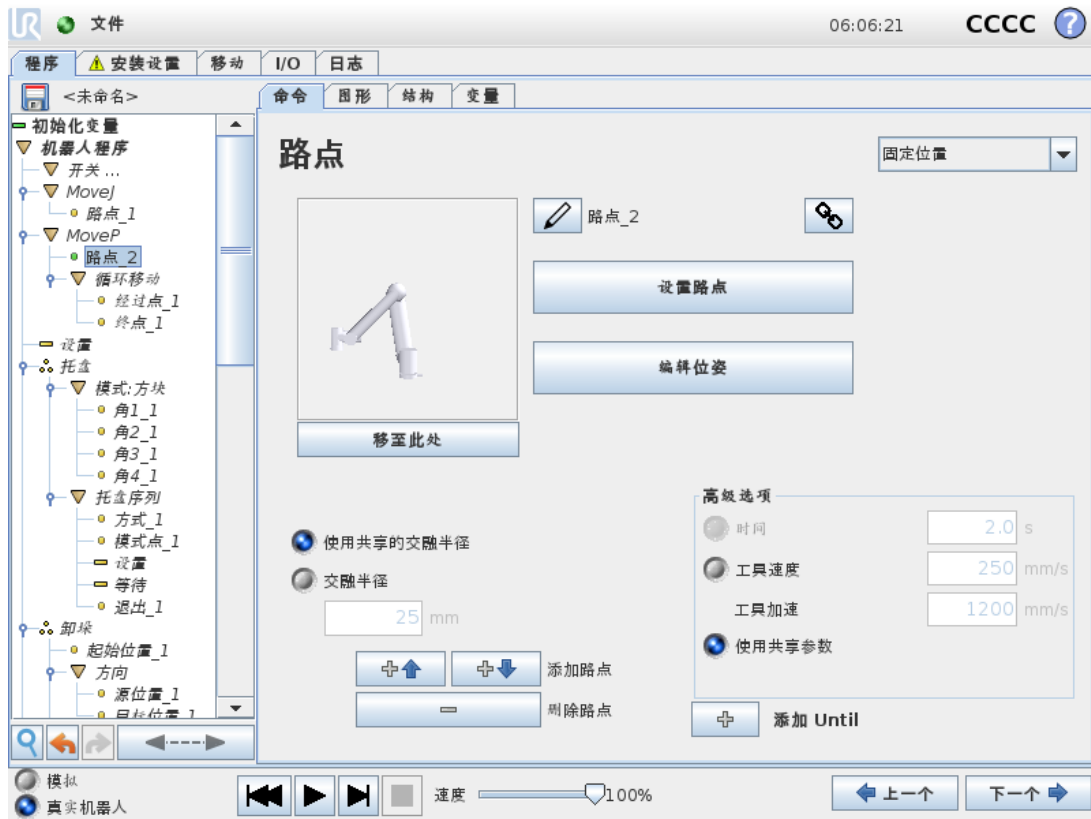 UR 文件 06:06:21 CCCC ?
程序 安装设置 移动 I/O 日志
<未命名>
命令 图形 结构 变量
初始化变量
机器人程序
开关 ...
MoveJ
路点_1
MoveP
路点_2
循环移动
经过点_1
终点_1
设置
托盘
模式:方块
角1_1
角2_1
角3_1
角4_1
托盘序列
方式_1
模式点_1
设置
等待
退出_1
卸垛
起始位置_1
方向
源位置_1
目标位置_1
路点
固定位置
路点_2
设置路点
编辑位姿
移至此处
使用共享的交融半径
交融半径
25 mm
添加路点
删除路点
高级选项
时间 2.0 s
工具速度 250 mm/s
工具加速 1200 mm/s
使用共享参数
添加 Until
模拟
真实机器人
速度 100%
上一个 下一个